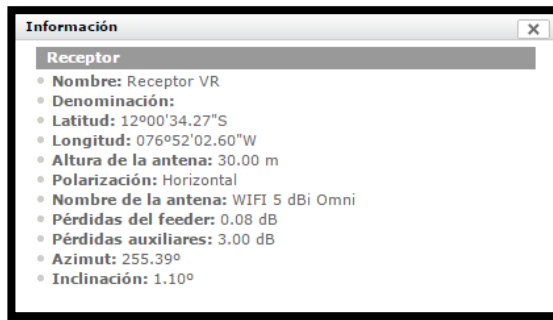 Información
Receptor
Nombre: Receptor VR
Denominación:
Latitud: 12º00'34.27"S
Longitud: 076º52'02.60"W
Altura de la antena: 30.00 m
Polarización: Horizontal
Nombre de la antena: WIFI 5 dBi Omni
Pérdidas del feeder: 0.08 dB
Pérdidas auxiliares: 3.00 dB
Azimut: 255.39º
Inclinación: 1.10º